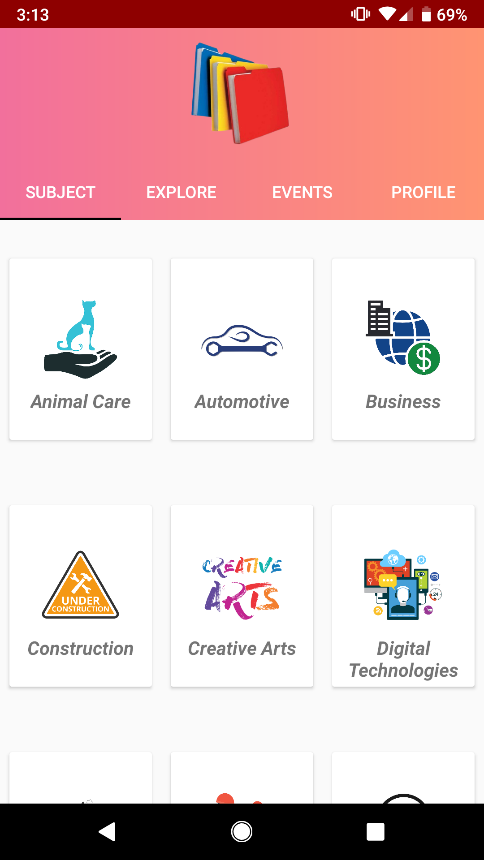 3:13
69%
SUBJECT
EXPLORE
EVENTS
PROFILE
Animal Care
Automotive
$
Business
UNDER
CONSTRUCTION
Construction
CREATIVE
ARTS
Creative Arts
Digital
Technologies